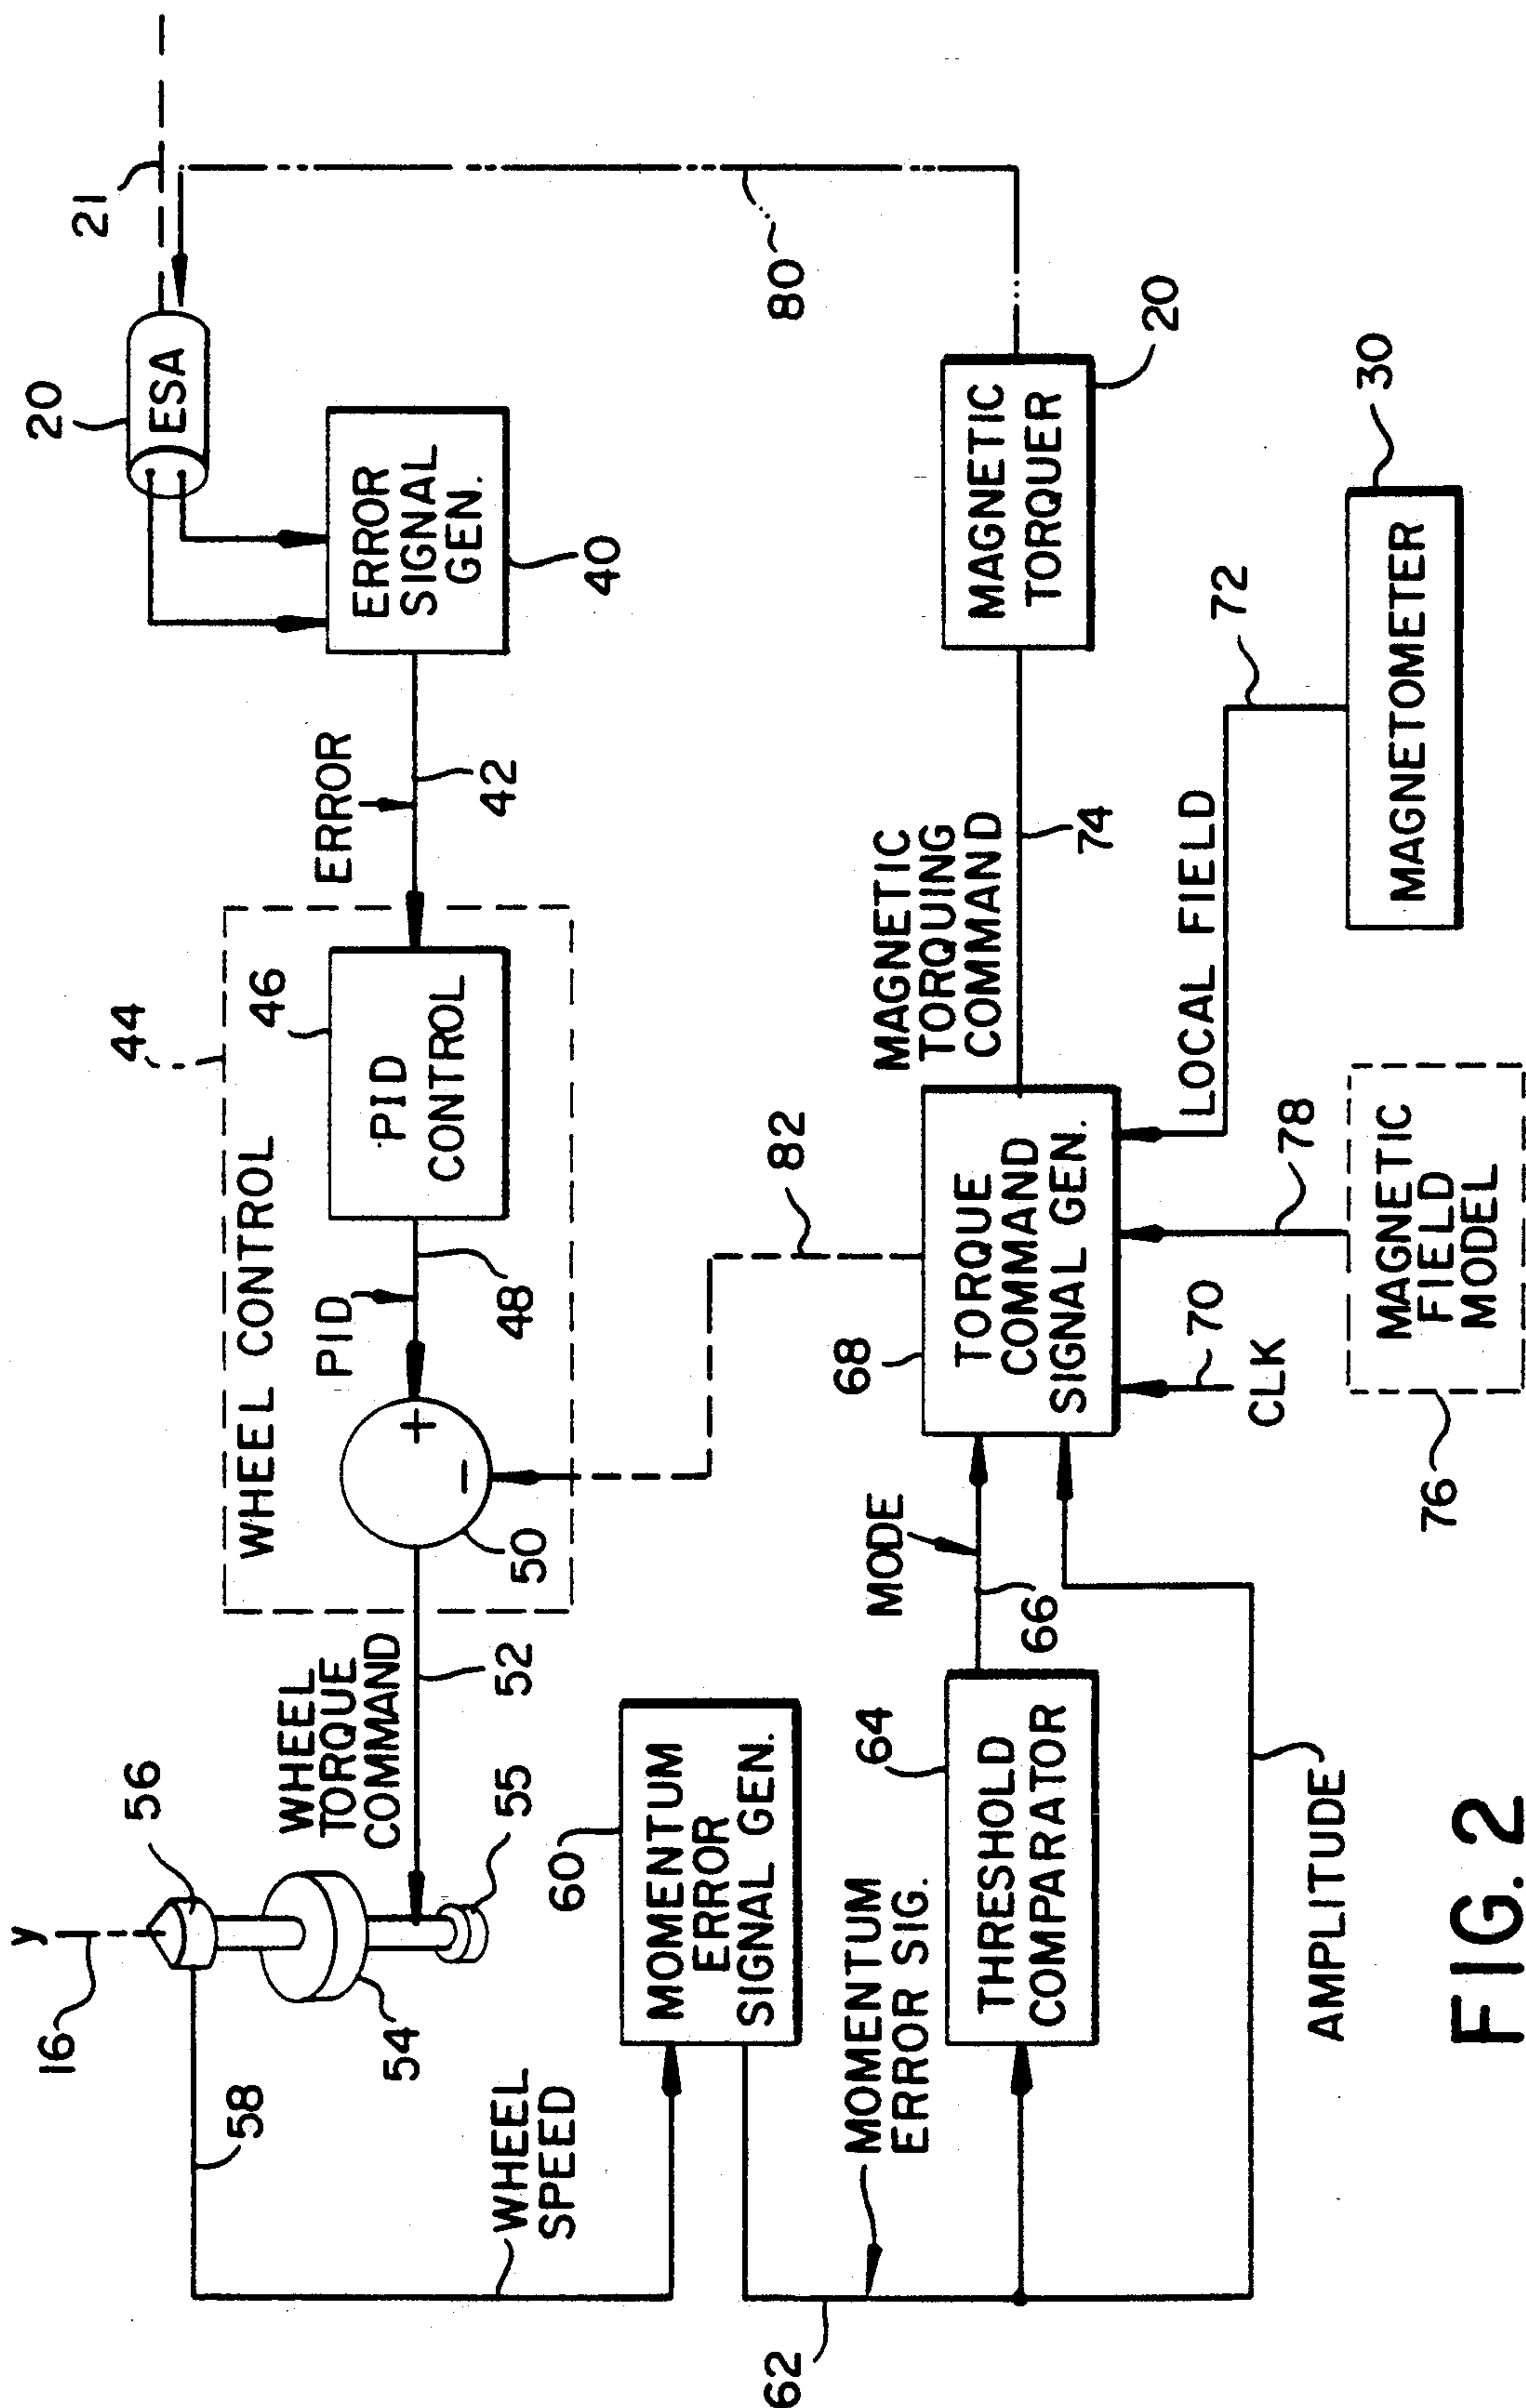 y
16
56
58
54
55
WHEEL
TORQUE
COMMAND
52
WHEEL CONTROL
44
50
+
-
PID
48
46
PID
CONTROL
ERROR
42
ERROR
SIGNAL
GEN.
40
20
ESA
21
WHEEL
SPEED
60
MOMENTUM
ERROR
SIGNAL GEN.
82
80
62
MOMENTUM
ERROR SIG.
64
THRESHOLD
COMPARATOR
MODE
66
68
TORQUE
COMMAND
SIGNAL GEN.
MAGNETIC
TORQUING
COMMAND
74
MAGNETIC
TORQUER
20
AMPLITUDE
CLK
70
78
LOCAL FIELD
72
76
MAGNETIC
FIELD
MODEL
MAGNETOMETER
30
FIG. 2